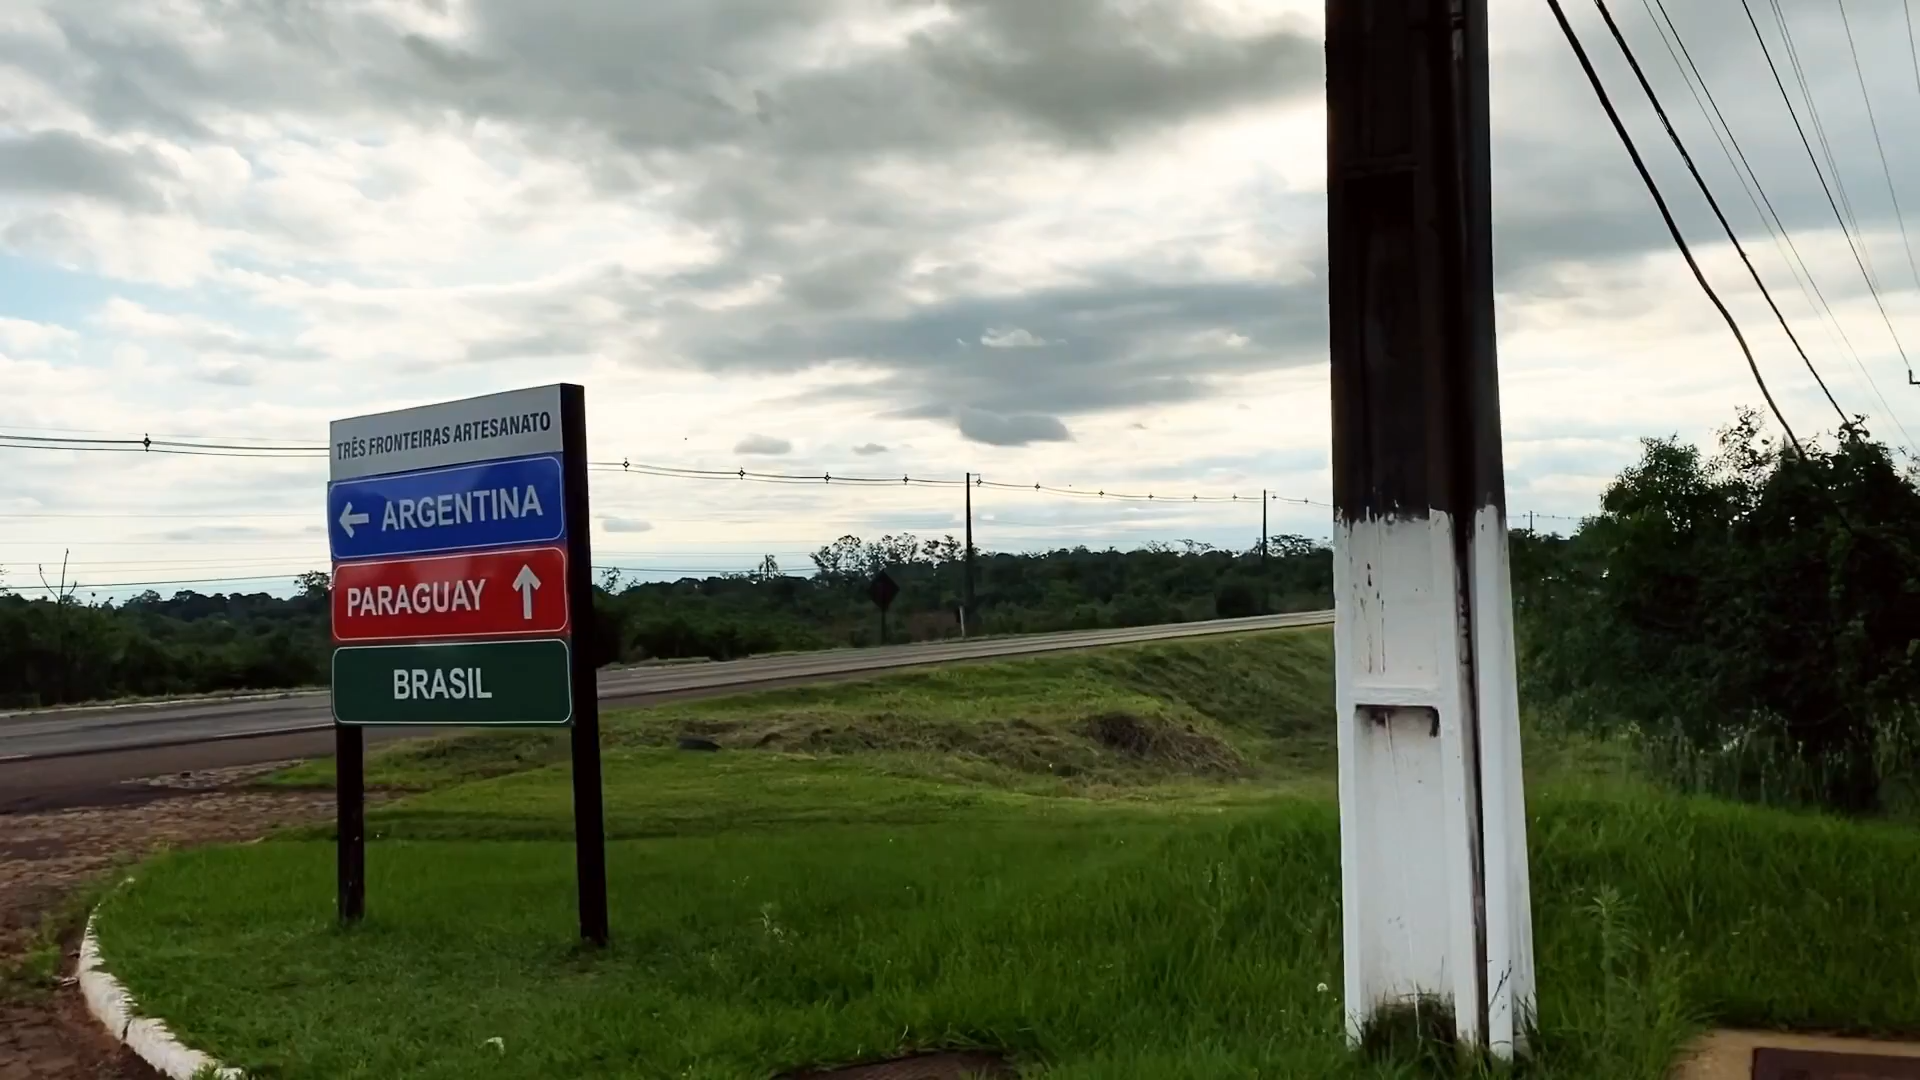 TRÊS FRONTEIRAS ARTESANATO
← ARGENTINA
PARAGUAY ↑
BRASIL